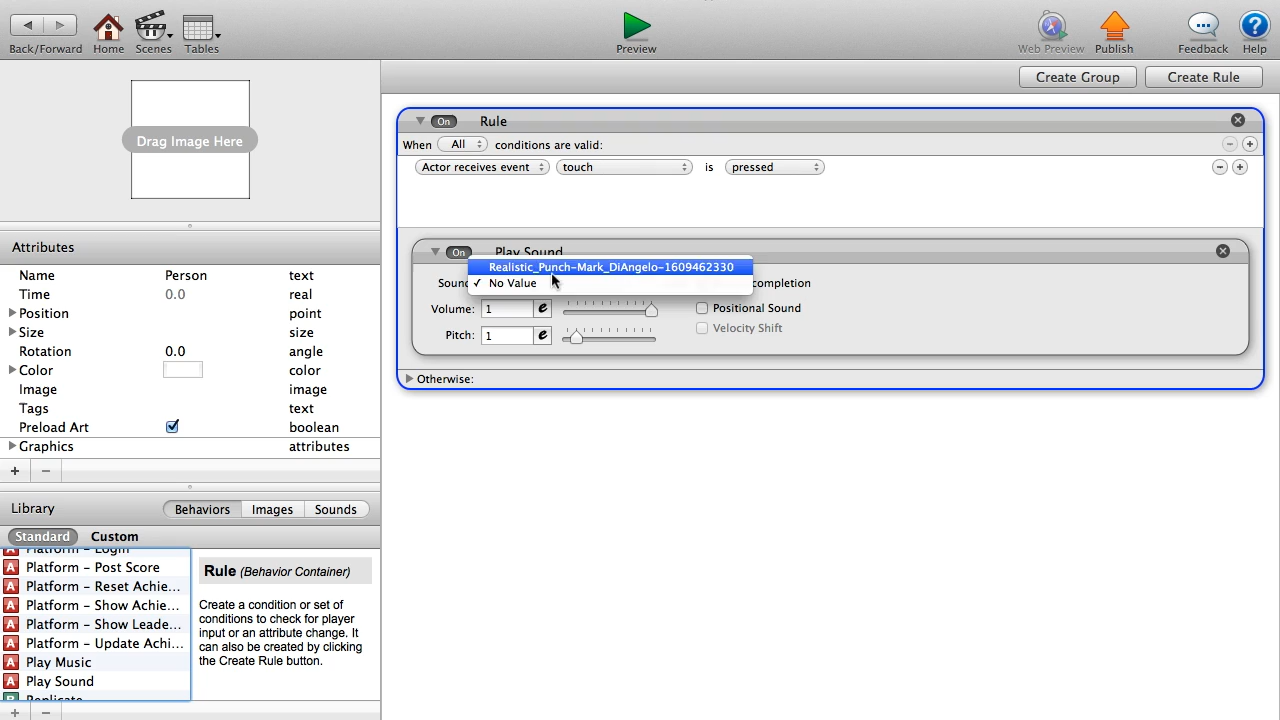 Back/Forward Home Scenes Tables Preview Web Preview Publish Feedback Help
Create Group Create Rule
Drag Image Here
Attributes
Name Person text
Time 0.0 real
Position point
Size size
Rotation 0.0 angle
Color color
Image image
Tags text
Preload Art boolean
Graphics attributes
+ −
Library Behaviors Images Sounds
Standard Custom
Platform - Login
Platform - Post Score
Platform - Reset Achie...
Platform - Show Achie...
Platform - Show Leade...
Platform - Update Achi...
Play Music
Play Sound
Replicate
Rule (Behavior Container)
Create a condition or set of
conditions to check for player
input or an attribute change. It
can also be created by clicking
the Create Rule button.
+ −
On Rule
When All conditions are valid:
Actor receives event touch is pressed
On Play Sound
Realistic_Punch-Mark_DiAngelo-1609462330
Sound ✓ No Value completion
Volume: 1 e Positional Sound
Pitch: 1 e Velocity Shift
Otherwise: